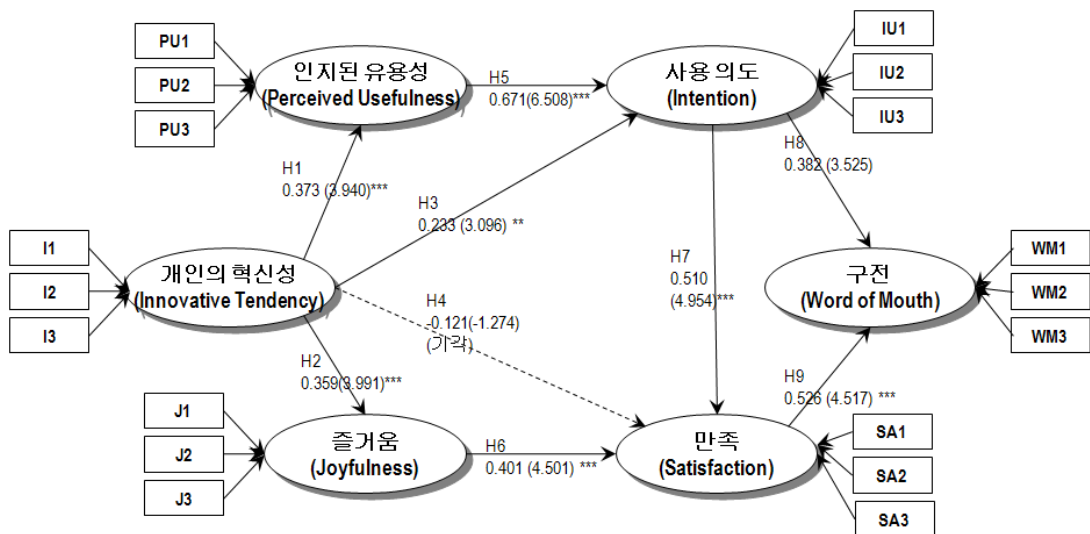 PU1
PU2
PU3
인지된 유용성
(Perceived Usefulness)
H5
0.671(6.508)***
사용 의도
(Intention)
IU1
IU2
IU3
H1
0.373 (3.940)***
H3
0.233 (3.096) **
H8
0.382 (3.525)
I1
I2
I3
개인의 혁신성
(Innovative Tendency)
H4
-0.121(-1.274)
(기각)
H7
0.510
(4.954)***
구전
(Word of Mouth)
WM1
WM2
WM3
H2
0.359(3.991)***
H9
0.526 (4.517) ***
J1
J2
J3
즐거움
(Joyfulness)
H6
0.401 (4.501) ***
만족
(Satisfaction)
SA1
SA2
SA3